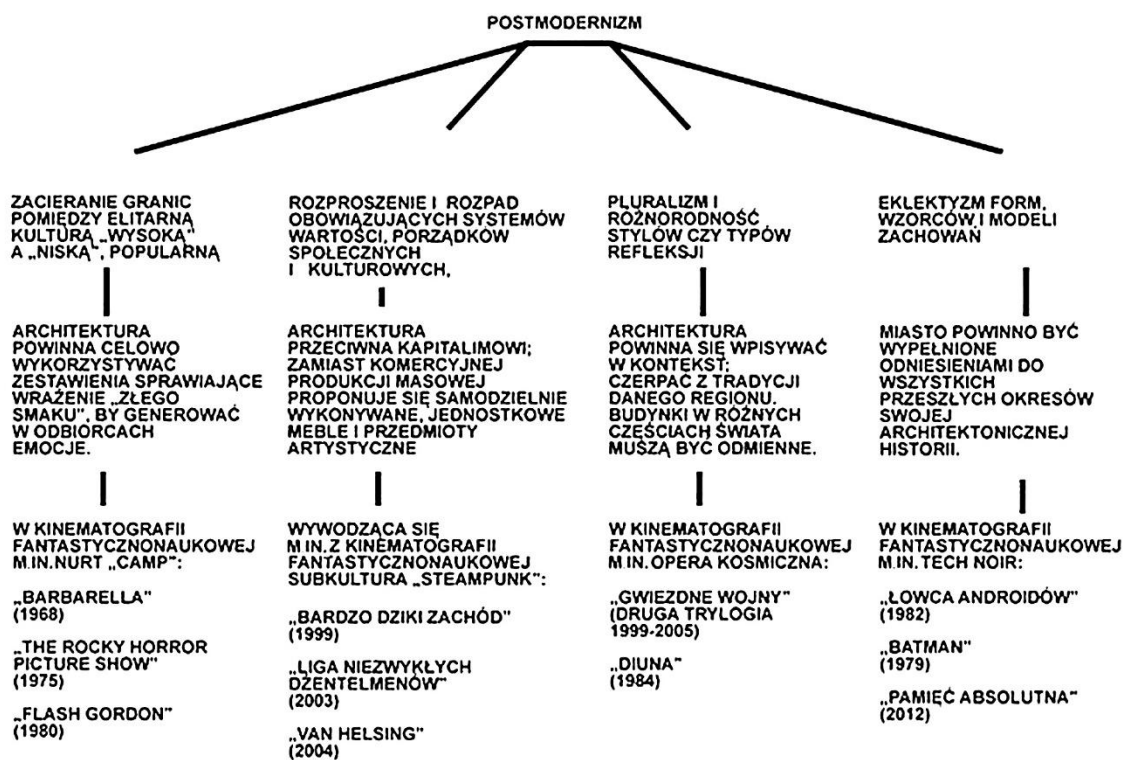 POSTMODERNIZM
ZACIERANIE GRANIC
POMIĘDZY ELITARNĄ
KULTURĄ „WYSOKĄ"
A „NISKĄ", POPULARNĄ
ARCHITEKTURA
POWINNA CELOWO
WYKORZYSTYWAĆ
ZESTAWIENIA SPRAWIAJĄCE
WRAŻENIE „ZŁEGO
SMAKU", BY GENEROWAĆ
W ODBIORCACH
EMOCJE.
W KINEMATOGRAFII
FANTASTYCZNONAUKOWEJ
M.IN.NURT „CAMP":
„BARBARELLA"
(1968)
„THE ROCKY HORROR
PICTURE SHOW"
(1975)
„FLASH GORDON"
(1980)
ROZPROSZENIE I ROZPAD
OBOWIĄZUJĄCYCH SYSTEMÓW
WARTOŚCI, PORZĄDKÓW
SPOŁECZNYCH
I KULTUROWYCH,
ARCHITEKTURA
PRZECIWNA KAPITALIMOWI;
ZAMIAST KOMERCYJNEJ
PRODUKCJI MASOWEJ
PROPONUJE SIĘ SAMODZIELNIE
WYKONYWANE, JEDNOSTKOWE
MEBLE I PRZEDMIOTY
ARTYSTYCZNE
WYWODZĄCA SIĘ
M.IN. Z KINEMATOGRAFII
FANTASTYCZNONAUKOWEJ
SUBKULTURA „STEAMPUNK":
„BARDZO DZIKI ZACHÓD"
(1999)
„LIGA NIEZWYKŁYCH
DŻENTELMENÓW"
(2003)
„VAN HELSING"
(2004)
PLURALIZM I
RÓŻNORODNOŚĆ
STYLÓW CZY TYPÓW
REFLEKSJI
ARCHITEKTURA
POWINNA SIĘ WPISYWAĆ
W KONTEKST;
CZERPAĆ Z TRADYCJI
DANEGO REGIONU.
BUDYNKI W RÓŻNYCH
CZĘŚCIACH ŚWIATA
MUSZĄ BYĆ ODMIENNE.
W KINEMATOGRAFII
FANTASTYCZNONAUKOWEJ
M.IN. OPERA KOSMICZNA:
„GWIEZDNE WOJNY"
(DRUGA TRYLOGIA
1999-2005)
„DIUNA"
(1984)
EKLEKTYZM FORM,
WZORCÓW I MODELI
ZACHOWAŃ
MIASTO POWINNO BYĆ
WYPEŁNIONE
ODNIESIENIAMI DO
WSZYSTKICH
PRZESZŁYCH OKRESÓW
SWOJEJ
ARCHITEKTONICZNEJ
HISTORII.
W KINEMATOGRAFII
FANTASTYCZNONAUKOWEJ
M.IN. TECH NOIR:
„ŁOWCA ANDROIDÓW"
(1982)
„BATMAN"
(1979)
„PAMIĘĆ ABSOLUTNA"
(2012)